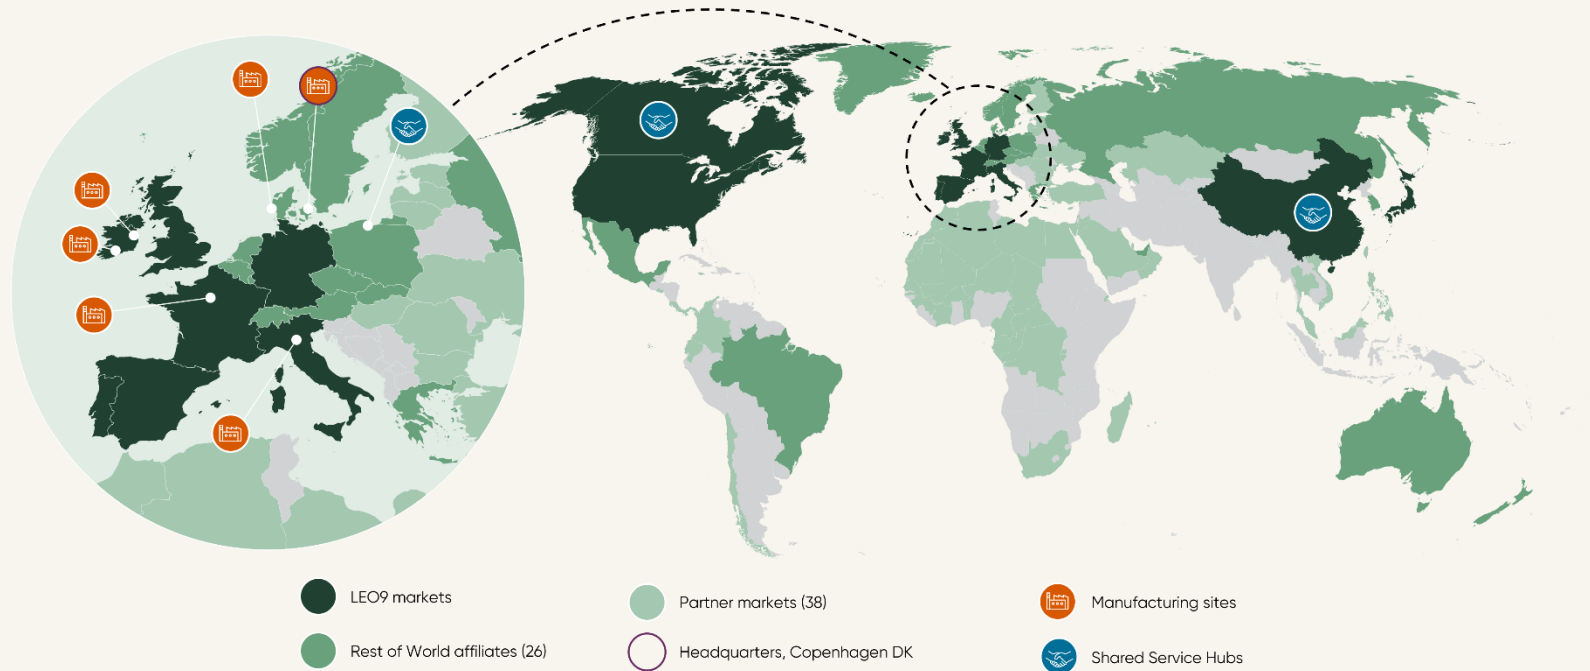 LEO9 markets
Partner markets (38)
Manufacturing sites
Rest of World affiliates (26)
Headquarters, Copenhagen DK
Shared Service Hubs